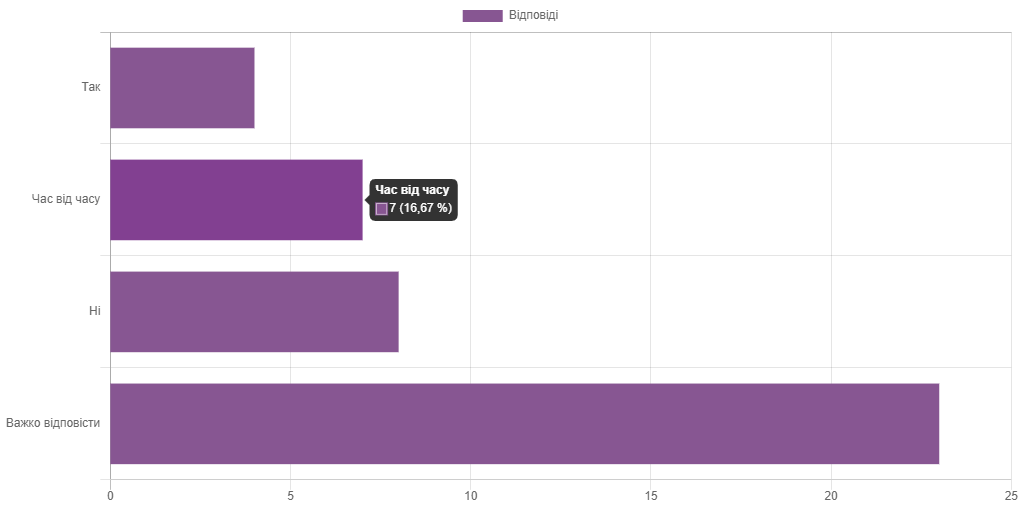 Відповіді
Так
Час від часу
Час від часу
7 (16,67 %)
Ні
Важко відповісти
0 5 10 15 20 25